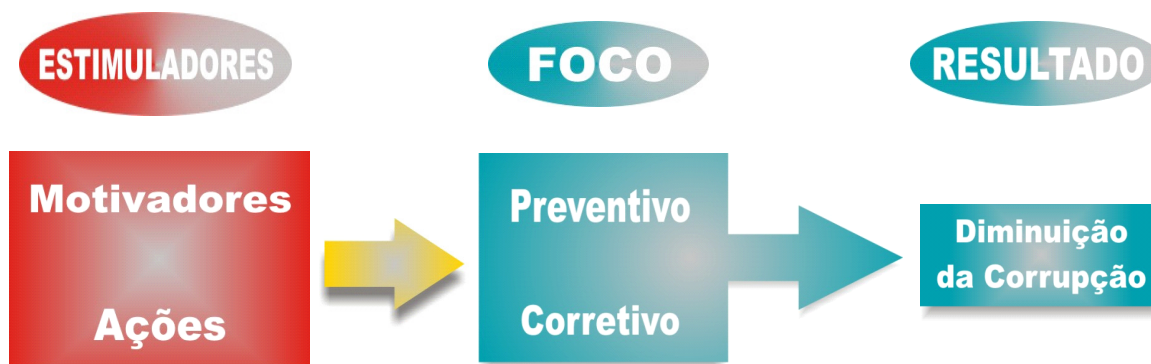 ESTIMULADORES
FOCO
RESULTADO
Motivadores
Ações
Preventivo
Corretivo
Diminuição
da Corrupção